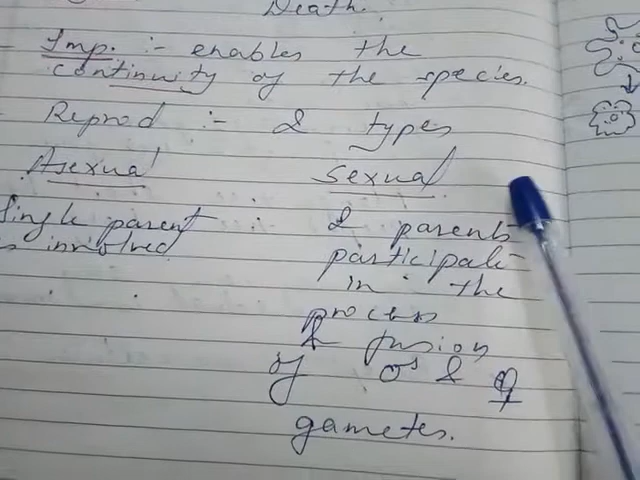 Death.
- Imp. :- enables the
continuity of the species.
- Reprod :- 2 types
Asexual Sexual
Single parent :- 2 parents
is involved participate
in the
process
& fusion
of ♂ & ♀
gametes.